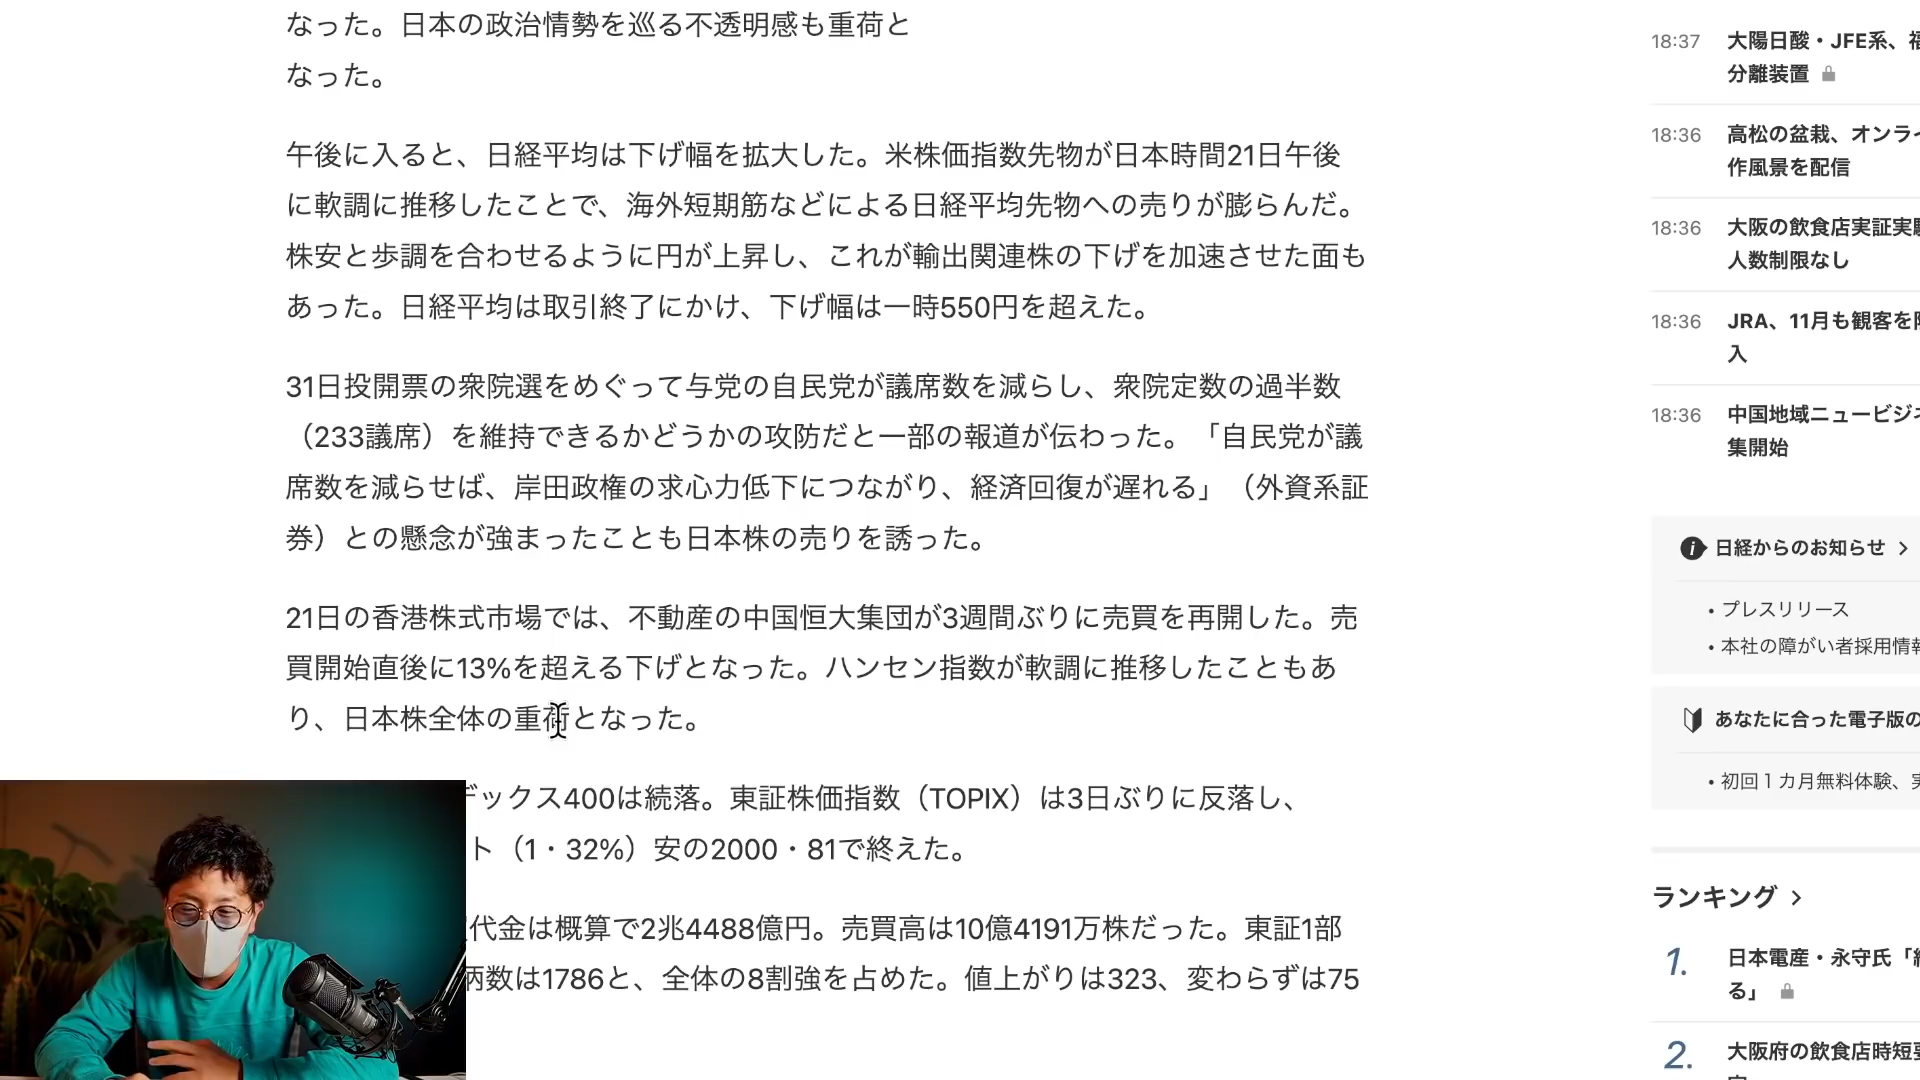 なった。日本の政治情勢を巡る不透明感も重荷と
なった。
午後に入ると、日経平均は下げ幅を拡大した。米株価指数先物が日本時間21日午後
に軟調に推移したことで、海外短期筋などによる日経平均先物への売りが膨らんだ。
株安と歩調を合わせるように円が上昇し、これが輸出関連株の下げを加速させた面も
あった。日経平均は取引終了にかけ、下げ幅は一時550円を超えた。
31日投開票の衆院選をめぐって与党の自民党が議席数を減らし、衆院定数の過半数
（233議席）を維持できるかどうかの攻防だと一部の報道が伝わった。「自民党が議
席数を減らせば、岸田政権の求心力低下につながり、経済回復が遅れる」（外資系証
券）との懸念が強まったことも日本株の売りを誘った。
21日の香港株式市場では、不動産の中国恒大集団が3週間ぶりに売買を再開した。売
買開始直後に13%を超える下げとなった。ハンセン指数が軟調に推移したこともあ
り、日本株全体の重荷となった。
デックス400は続落。東証株価指数（TOPIX）は3日ぶりに反落し、
ト（1・32%）安の2000・81で終えた。
代金は概算で2兆4488億円。売買高は10億4191万株だった。東証1部
柄数は1786と、全体の8割強を占めた。値上がりは323、変わらずは75
18:37 大陽日酸・JFE系、
分離装置
18:36 高松の盆栽、オンライ
作風景を配信
18:36 大阪の飲食店実証実験
人数制限なし
18:36 JRA、11月も観客を
入
18:36 中国地域ニュービジネ
集開始
日経からのお知らせ >
• プレスリリース
• 本社の障がい者採用情報
あなたに合った電子版の
• 初回１カ月無料体験、
ランキング >
1. 日本電産・永守氏「
る」
2. 大阪府の飲食店時短要